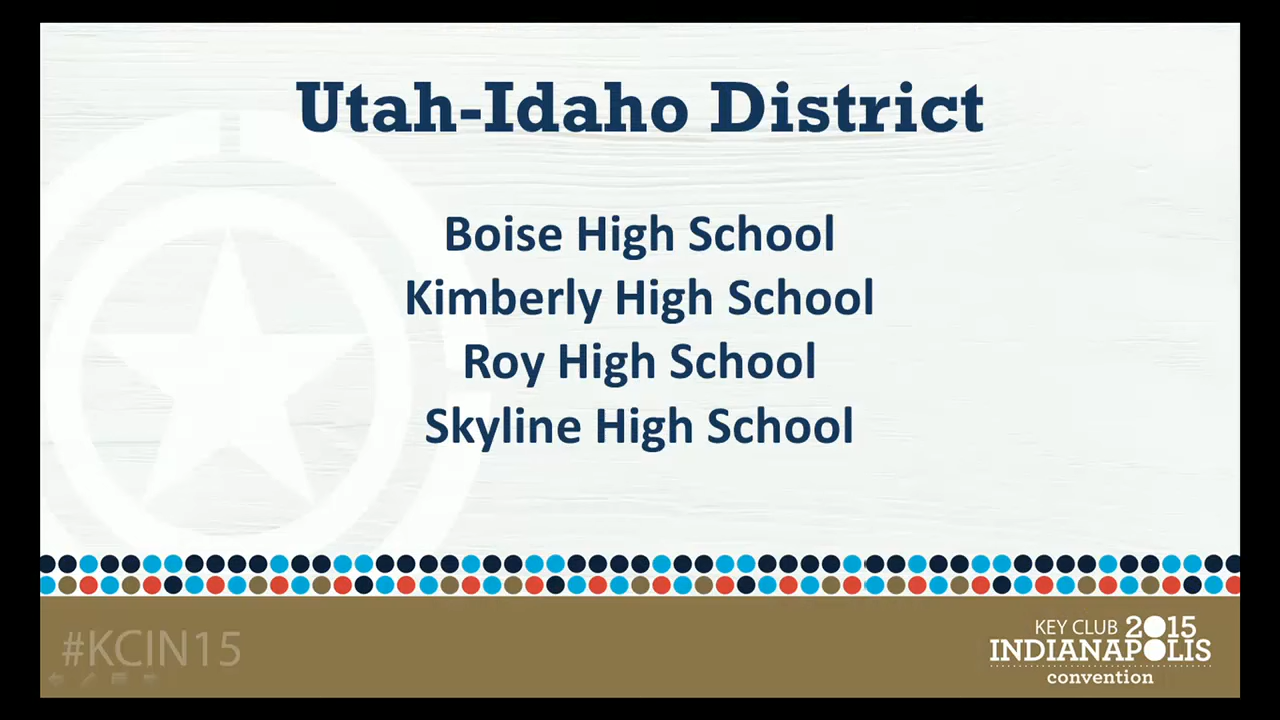 Utah-Idaho District
Boise High School
Kimberly High School
Roy High School
Skyline High School
#KCIN15
KEY CLUB 2015
INDIANAPOLIS
convention